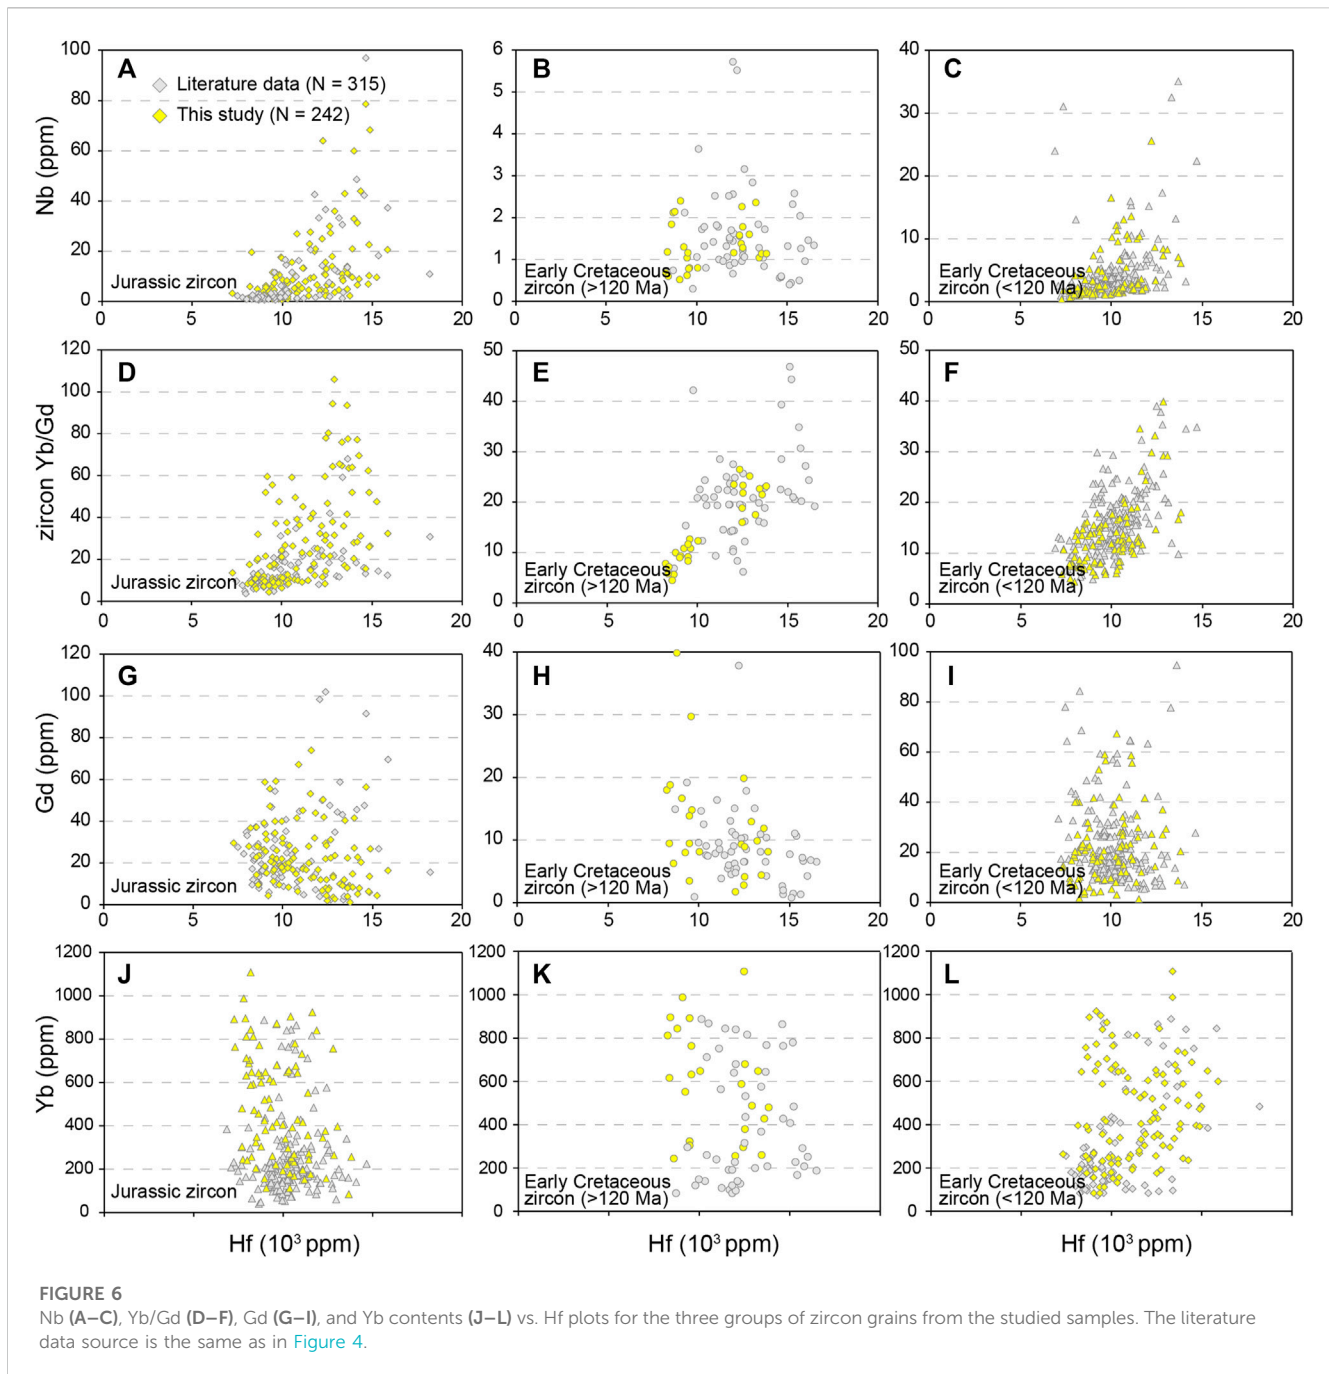 A
Literature data (N = 315)
This study (N = 242)
Nb (ppm)
100
80
60
40
20
0
Jurassic zircon
0 5 10 15 20
B
6
5
4
3
2
1
0
Early Cretaceous
zircon (>120 Ma)
0 5 10 15 20
C
40
30
20
10
0
Early Cretaceous
zircon (<120 Ma)
0 5 10 15 20
D
zircon Yb/Gd
120
100
80
60
40
20
0
Jurassic zircon
0 5 10 15 20
E
50
40
30
20
10
0
Early Cretaceous
zircon (>120 Ma)
0 5 10 15 20
F
50
40
30
20
10
0
Early Cretaceous
zircon (<120 Ma)
0 5 10 15 20
G
Gd (ppm)
120
100
80
60
40
20
0
Jurassic zircon
0 5 10 15 20
H
40
30
20
10
0
Early Cretaceous
zircon (>120 Ma)
0 5 10 15 20
I
100
80
60
40
20
0
Early Cretaceous
zircon (<120 Ma)
0 5 10 15 20
J
Yb (ppm)
1200
1000
800
600
400
200
0
Jurassic zircon
Hf (10³ ppm)
K
1200
1000
800
600
400
200
0
Early Cretaceous
zircon (>120 Ma)
Hf (10³ ppm)
L
1200
1000
800
600
400
200
0
Early Cretaceous
zircon (<120 Ma)
Hf (10³ ppm)
FIGURE 6
Nb (A–C), Yb/Gd (D–F), Gd (G–I), and Yb contents (J–L) vs. Hf plots for the three groups of zircon grains from the studied samples. The literature
data source is the same as in Figure 4.